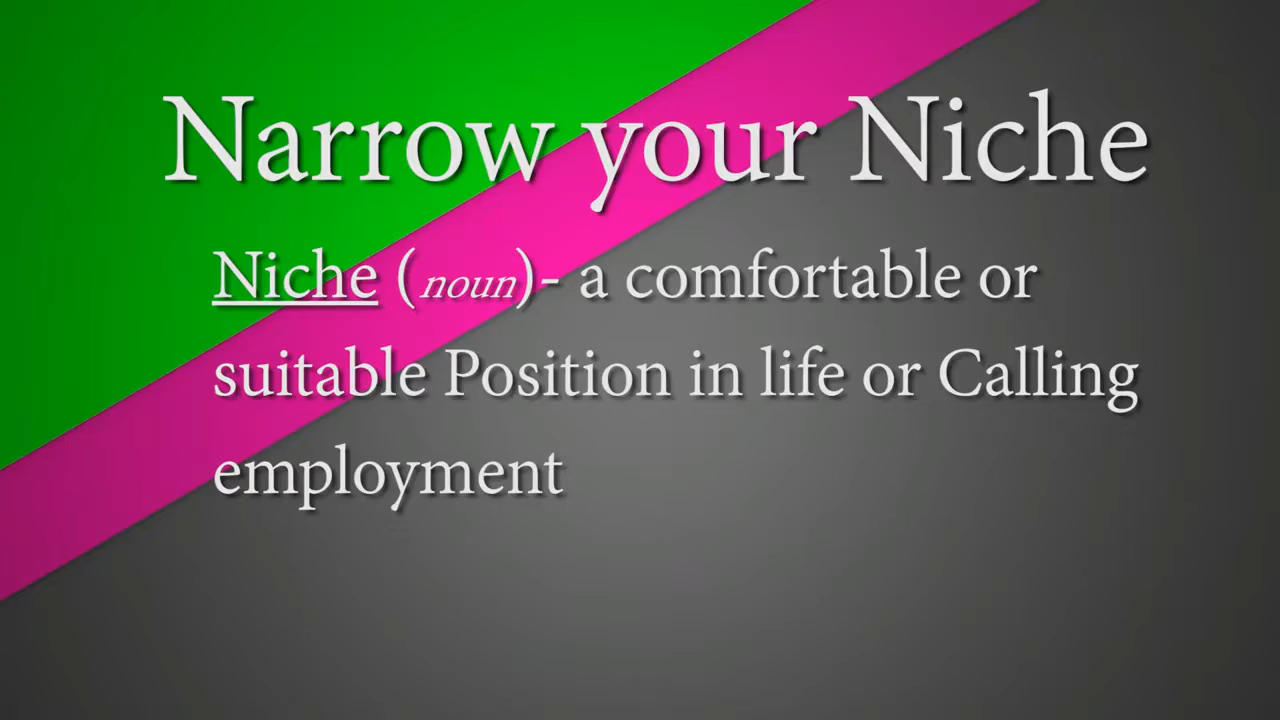 Narrow your Niche
Niche (noun)- a comfortable or
suitable Position in life or Calling
employment